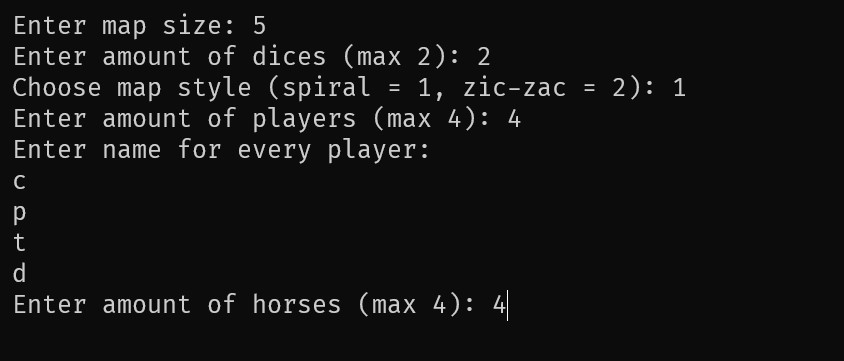 Enter map size: 5
Enter amount of dices (max 2): 2
Choose map style (spiral = 1, zic-zac = 2): 1
Enter amount of players (max 4): 4
Enter name for every player:
c
p
t
d
Enter amount of horses (max 4): 4